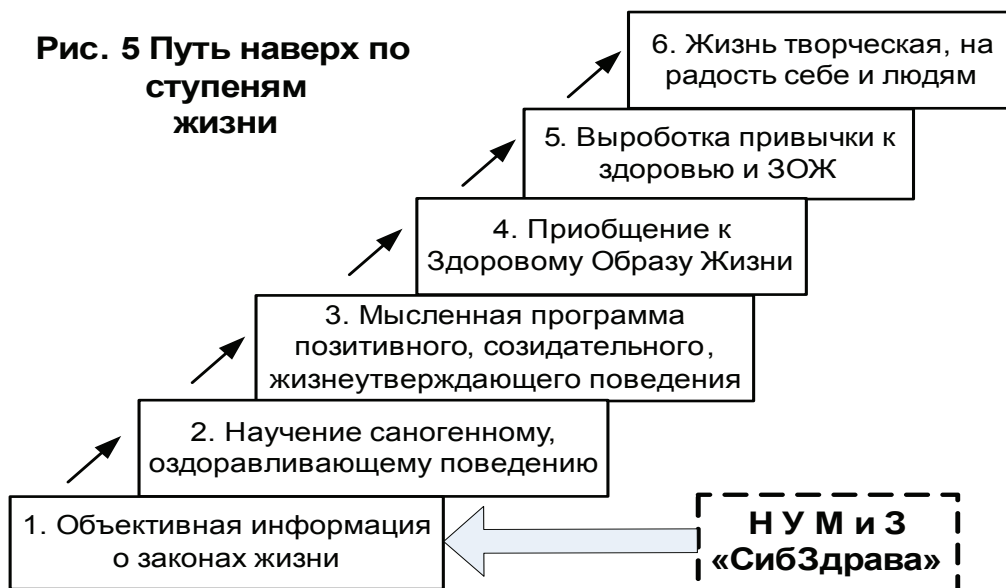 Рис. 5 Путь наверх по
ступеням
жизни
6. Жизнь творческая, на
радость себе и людям
5. Выроботка привычки к
здоровью и ЗОЖ
4. Приобщение к
Здоровому Образу Жизни
3. Мысленная программа
позитивного, созидательного,
жизнеутверждающего поведения
2. Научение саногенному,
оздоравливающему поведению
1. Объективная информация
о законах жизни
Н У М и З
«СибЗдрава»